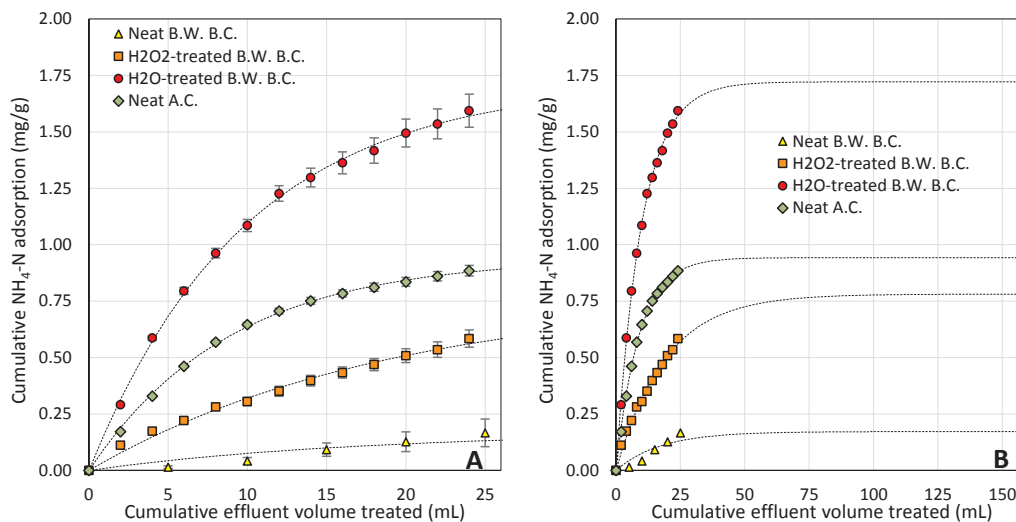 2.00
1.75
1.50
1.25
1.00
0.75
0.50
0.25
0.00
Cumulative NH4-N adsorption (mg/g)
Neat B.W. B.C.
H2O2-treated B.W. B.C.
H2O-treated B.W. B.C.
Neat A.C.
A
0 5 10 15 20 25
Cumulative effluent volume treated (mL)
2.00
1.75
1.50
1.25
1.00
0.75
0.50
0.25
0.00
Cumulative NH4-N adsorption (mg/g)
Neat B.W. B.C.
H2O2-treated B.W. B.C.
H2O-treated B.W. B.C.
Neat A.C.
B
0 25 50 75 100 125 150
Cumulative effluent volume treated (mL)